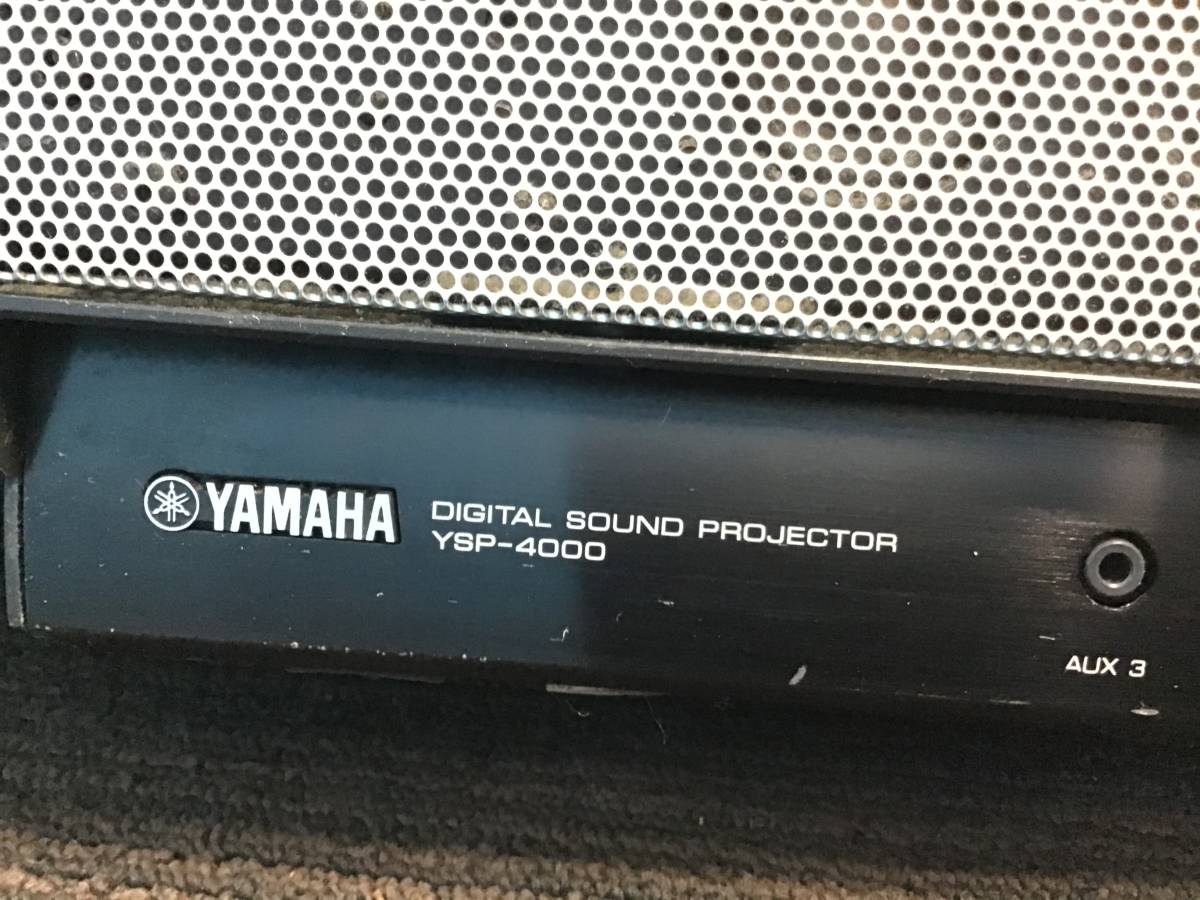 YAMAHA
DIGITAL SOUND PROJECTOR
YSP-4000
AUX 3